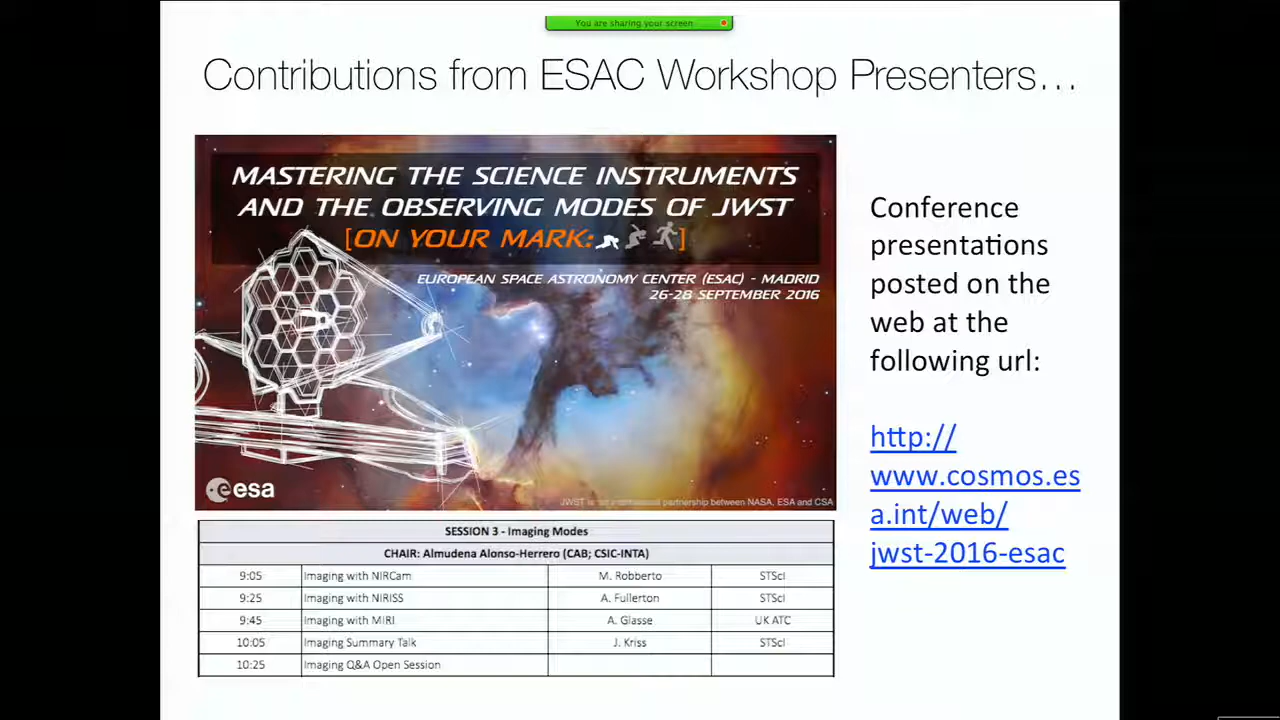 You are sharing your screen
Contributions from ESAC Workshop Presenters...
MASTERING THE SCIENCE INSTRUMENTS
AND THE OBSERVING MODES OF JWST
[ON YOUR MARK: ]
EUROPEAN SPACE ASTRONOMY CENTER (ESAC) - MADRID
26-28 SEPTEMBER 2016
esa
JWST is an international partnership between NASA, ESA and CSA
Conference
presentations
posted on the
web at the
following url:
http://
www.cosmos.es
a.int/web/
jwst-2016-esac
SESSION 3 - Imaging Modes
CHAIR: Almudena Alonso-Herrero (CAB; CSIC-INTA)
9:05 Imaging with NIRCam M. Robberto STScI
9:25 Imaging with NIRISS A. Fullerton STScI
9:45 Imaging with MIRI A. Glasse UK ATC
10:05 Imaging Summary Talk J. Kriss STScI
10:25 Imaging Q&A Open Session